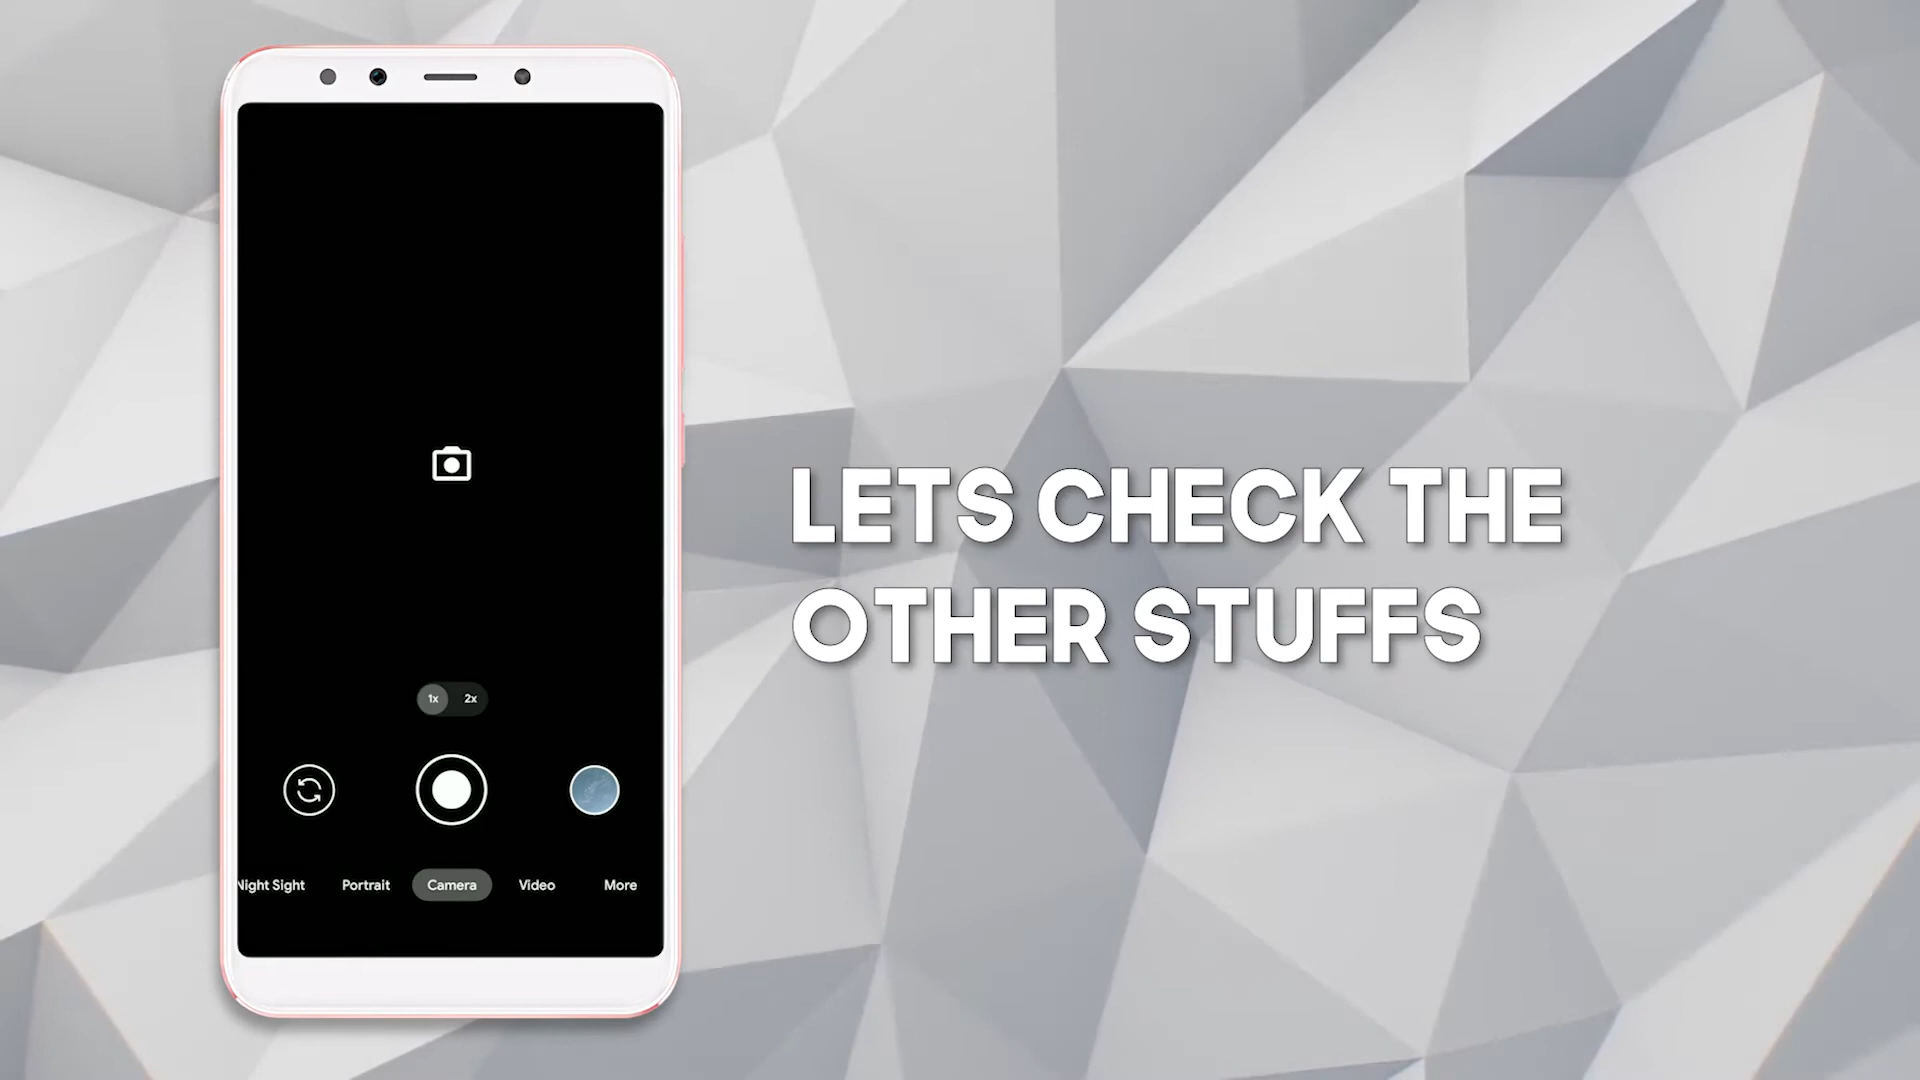 1x 2x
Night Sight Portrait Camera Video More
LETS CHECK THE
OTHER STUFFS